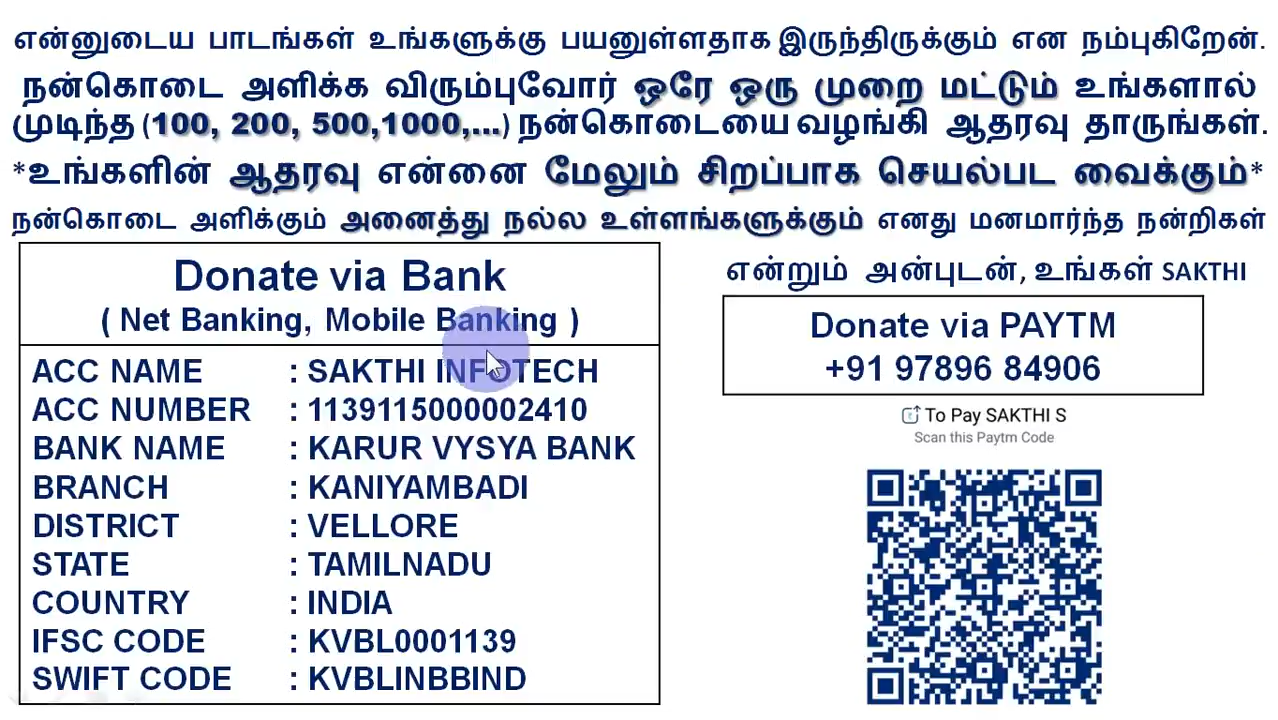 என்னுடைய பாடங்கள் உங்களுக்கு பயனுள்ளதாக இருந்திருக்கும் என நம்புகிறேன்.
நன்கொடை அளிக்க விரும்புவோர் ஒரே ஒரு முறை மட்டும் உங்களால்
முடிந்த (100, 200, 500,1000,...) நன்கொடையை வழங்கி ஆதரவு தாருங்கள்.
*உங்களின் ஆதரவு என்னை மேலும் சிறப்பாக செயல்பட வைக்கும்*
நன்கொடை அளிக்கும் அனைத்து நல்ல உள்ளங்களுக்கும் எனது மனமார்ந்த நன்றிகள்
என்றும் அன்புடன், உங்கள் SAKTHI
Donate via Bank
( Net Banking, Mobile Banking )
ACC NAME : SAKTHI INFOTECH
ACC NUMBER : 1139115000002410
BANK NAME : KARUR VYSYA BANK
BRANCH : KANIYAMBADI
DISTRICT : VELLORE
STATE : TAMILNADU
COUNTRY : INDIA
IFSC CODE : KVBL0001139
SWIFT CODE : KVBLINBBIND
Donate via PAYTM
+91 97896 84906
To Pay SAKTHI S
Scan this Paytm Code